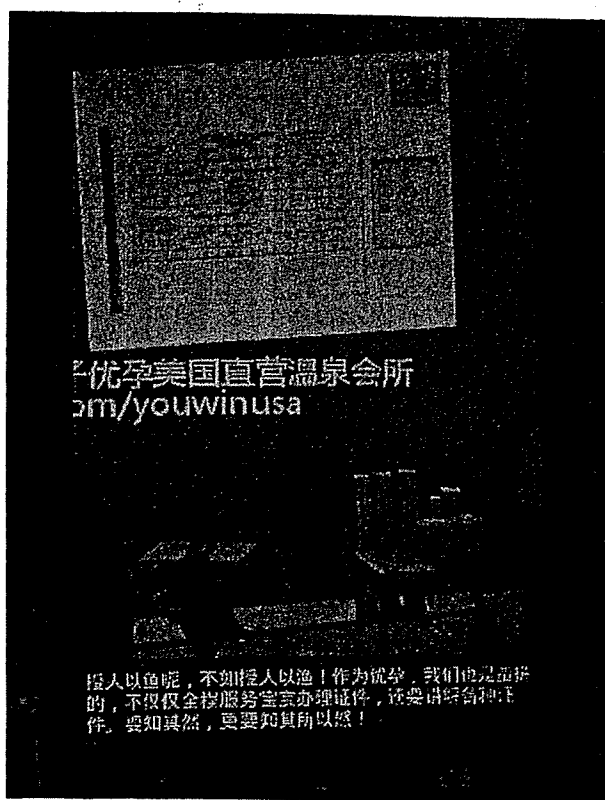 优孕美国直营温泉会所
om/youwinusa
授人以鱼呢，不如授人以渔！作为优孕，我们也是蛮拼
的，不仅仅全程服务宝宝办理证件，还要讲解各种证
件。要知其然，更要知其所以然！